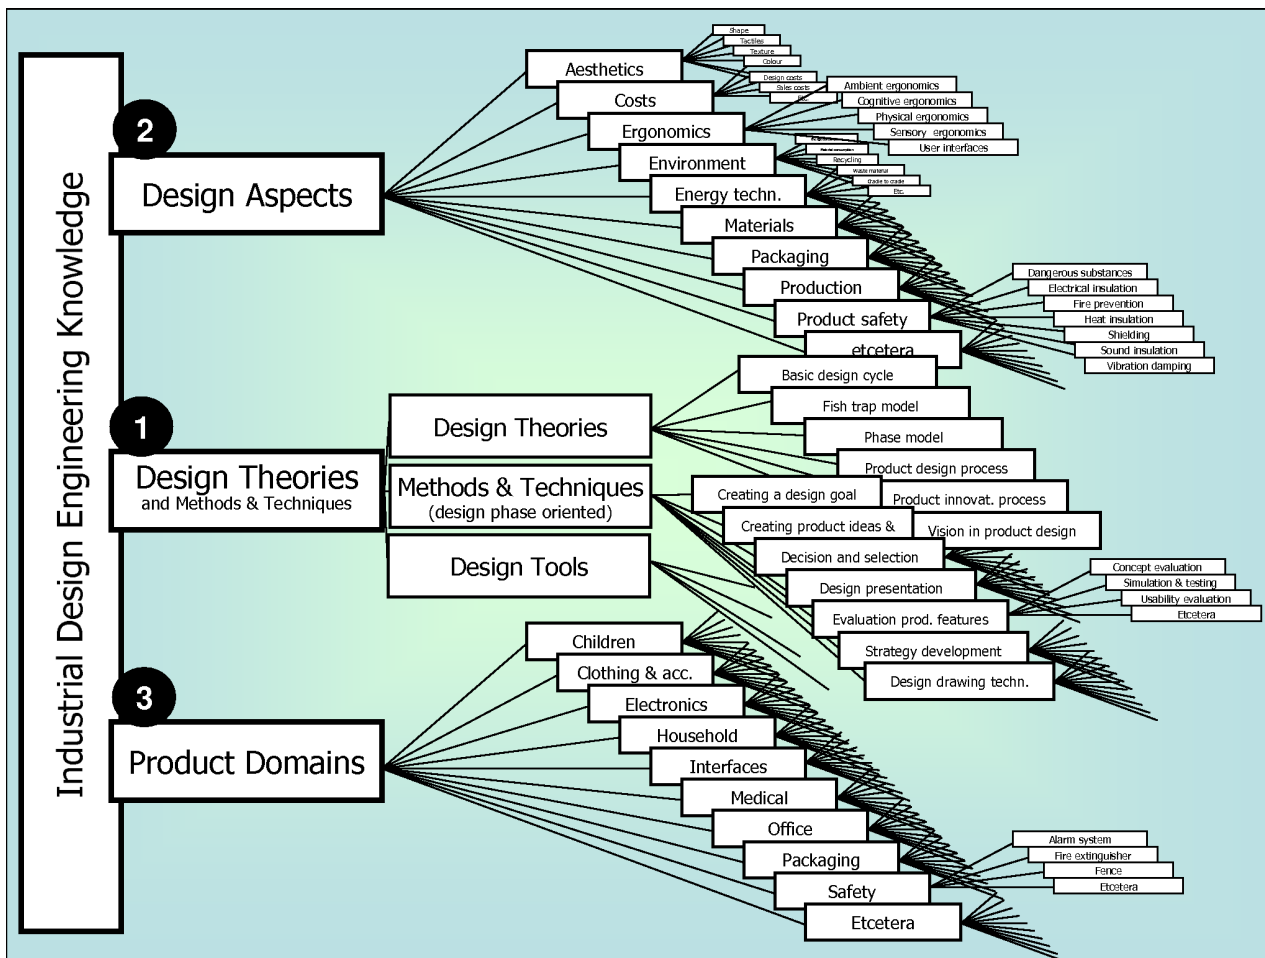 Industrial Design Engineering Knowledge
2
Design Aspects
Aesthetics
Shape
Tactiles
Texture
Colour
Costs
Design costs
Sales costs
Etc.
Ergonomics
Ambient ergonomics
Cognitive ergonomics
Physical ergonomics
Sensory ergonomics
User interfaces
Environment
Material consumption
Recycling
Waste material
Cradle to cradle
Etc.
Energy techn.
Materials
Packaging
Production
Product safety
Dangerous substances
Electrical insulation
Fire prevention
Heat insulation
Shielding
Sound insulation
Vibration damping
etcetera
1
Design Theories
and Methods & Techniques
Design Theories
Basic design cycle
Fish trap model
Phase model
Product design process
Product innovat. process
Vision in product design
Methods & Techniques
(design phase oriented)
Creating a design goal
Creating product ideas &
Decision and selection
Design presentation
Evaluation prod. features
Concept evaluation
Simulation & testing
Usability evaluation
Etcetera
Strategy development
Design drawing techn.
Design Tools
3
Product Domains
Children
Clothing & acc.
Electronics
Household
Interfaces
Medical
Office
Packaging
Safety
Alarm system
Fire extinguisher
Fence
Etcetera
Etcetera